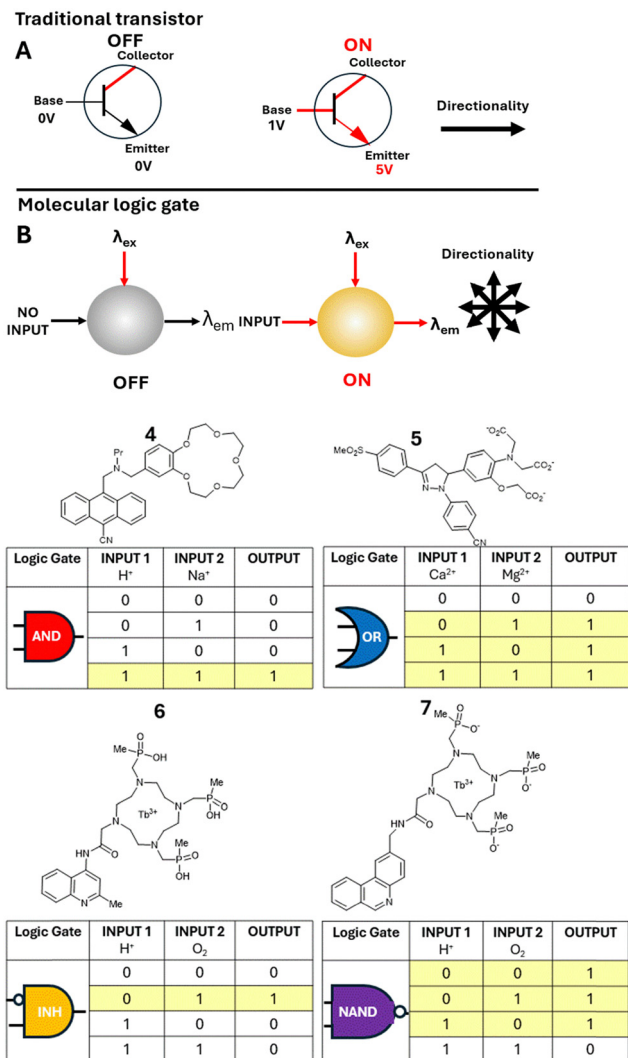 Traditional transistor
A
OFF
Collector
Base
0V
Emitter
0V
ON
Collector
Base
1V
Emitter
5V
Directionality
Molecular logic gate
B
λex
NO
INPUT
λem
OFF
λex
INPUT
λem
ON
Directionality
4
Pr
N
O
O
O
O
O
CN
5
MeO2S
N
N
CN
-O2C
N
CO2-
O
CO2-
Logic Gate INPUT 1 INPUT 2 OUTPUT
H+ Na+
AND
0 0 0
0 1 0
1 0 0
1 1 1
Logic Gate INPUT 1 INPUT 2 OUTPUT
Ca2+ Mg2+
OR
0 0 0
0 1 1
1 0 1
1 1 1
6
O
Me P OH
N
Me
N P O
OH
Tb3+
N
N
Me
P O
OH
NH O
N Me
7
O
Me P O-
N
Me
N P O
O-
Tb3+
N
N
Me
P O
O-
NH O
N
Logic Gate INPUT 1 INPUT 2 OUTPUT
H+ O2
INH
0 0 0
0 1 1
1 0 0
1 1 0
Logic Gate INPUT 1 INPUT 2 OUTPUT
H+ O2
NAND
0 0 1
0 1 1
1 0 1
1 1 0